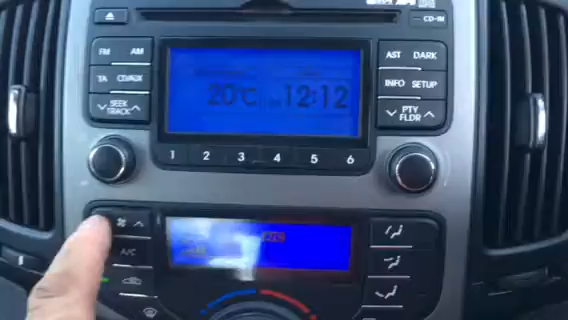 CD-IN
FM AM
AST DARK
20°C 12:12
TA CD/AUX
INFO SETUP
SEEK
TRACK
PTY
FLDR
1 2 3 4 5 6
A/C